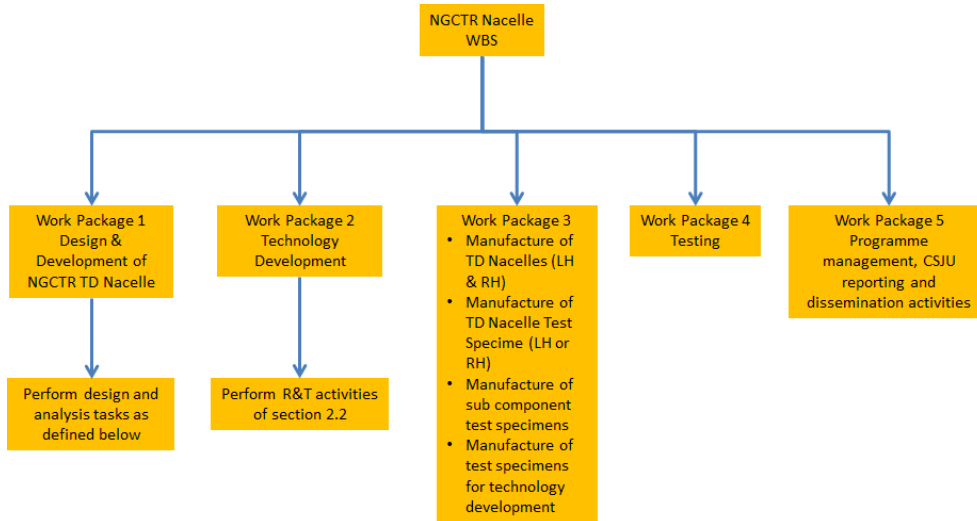 NGCTR Nacelle
WBS
Work Package 1
Design &
Development of
NGCTR TD Nacelle
Work Package 2
Technology
Development
Work Package 3
• Manufacture of
TD Nacelles (LH
& RH)
• Manufacture of
TD Nacelle Test
Specime (LH or
RH)
• Manufacture of
sub component
test specimens
• Manufacture of
test specimens
for technology
development
Work Package 4
Testing
Work Package 5
Programme
management, CSJU
reporting and
dissemination activities
Perform design and
analysis tasks as
defined below
Perform R&T activities
of section 2.2